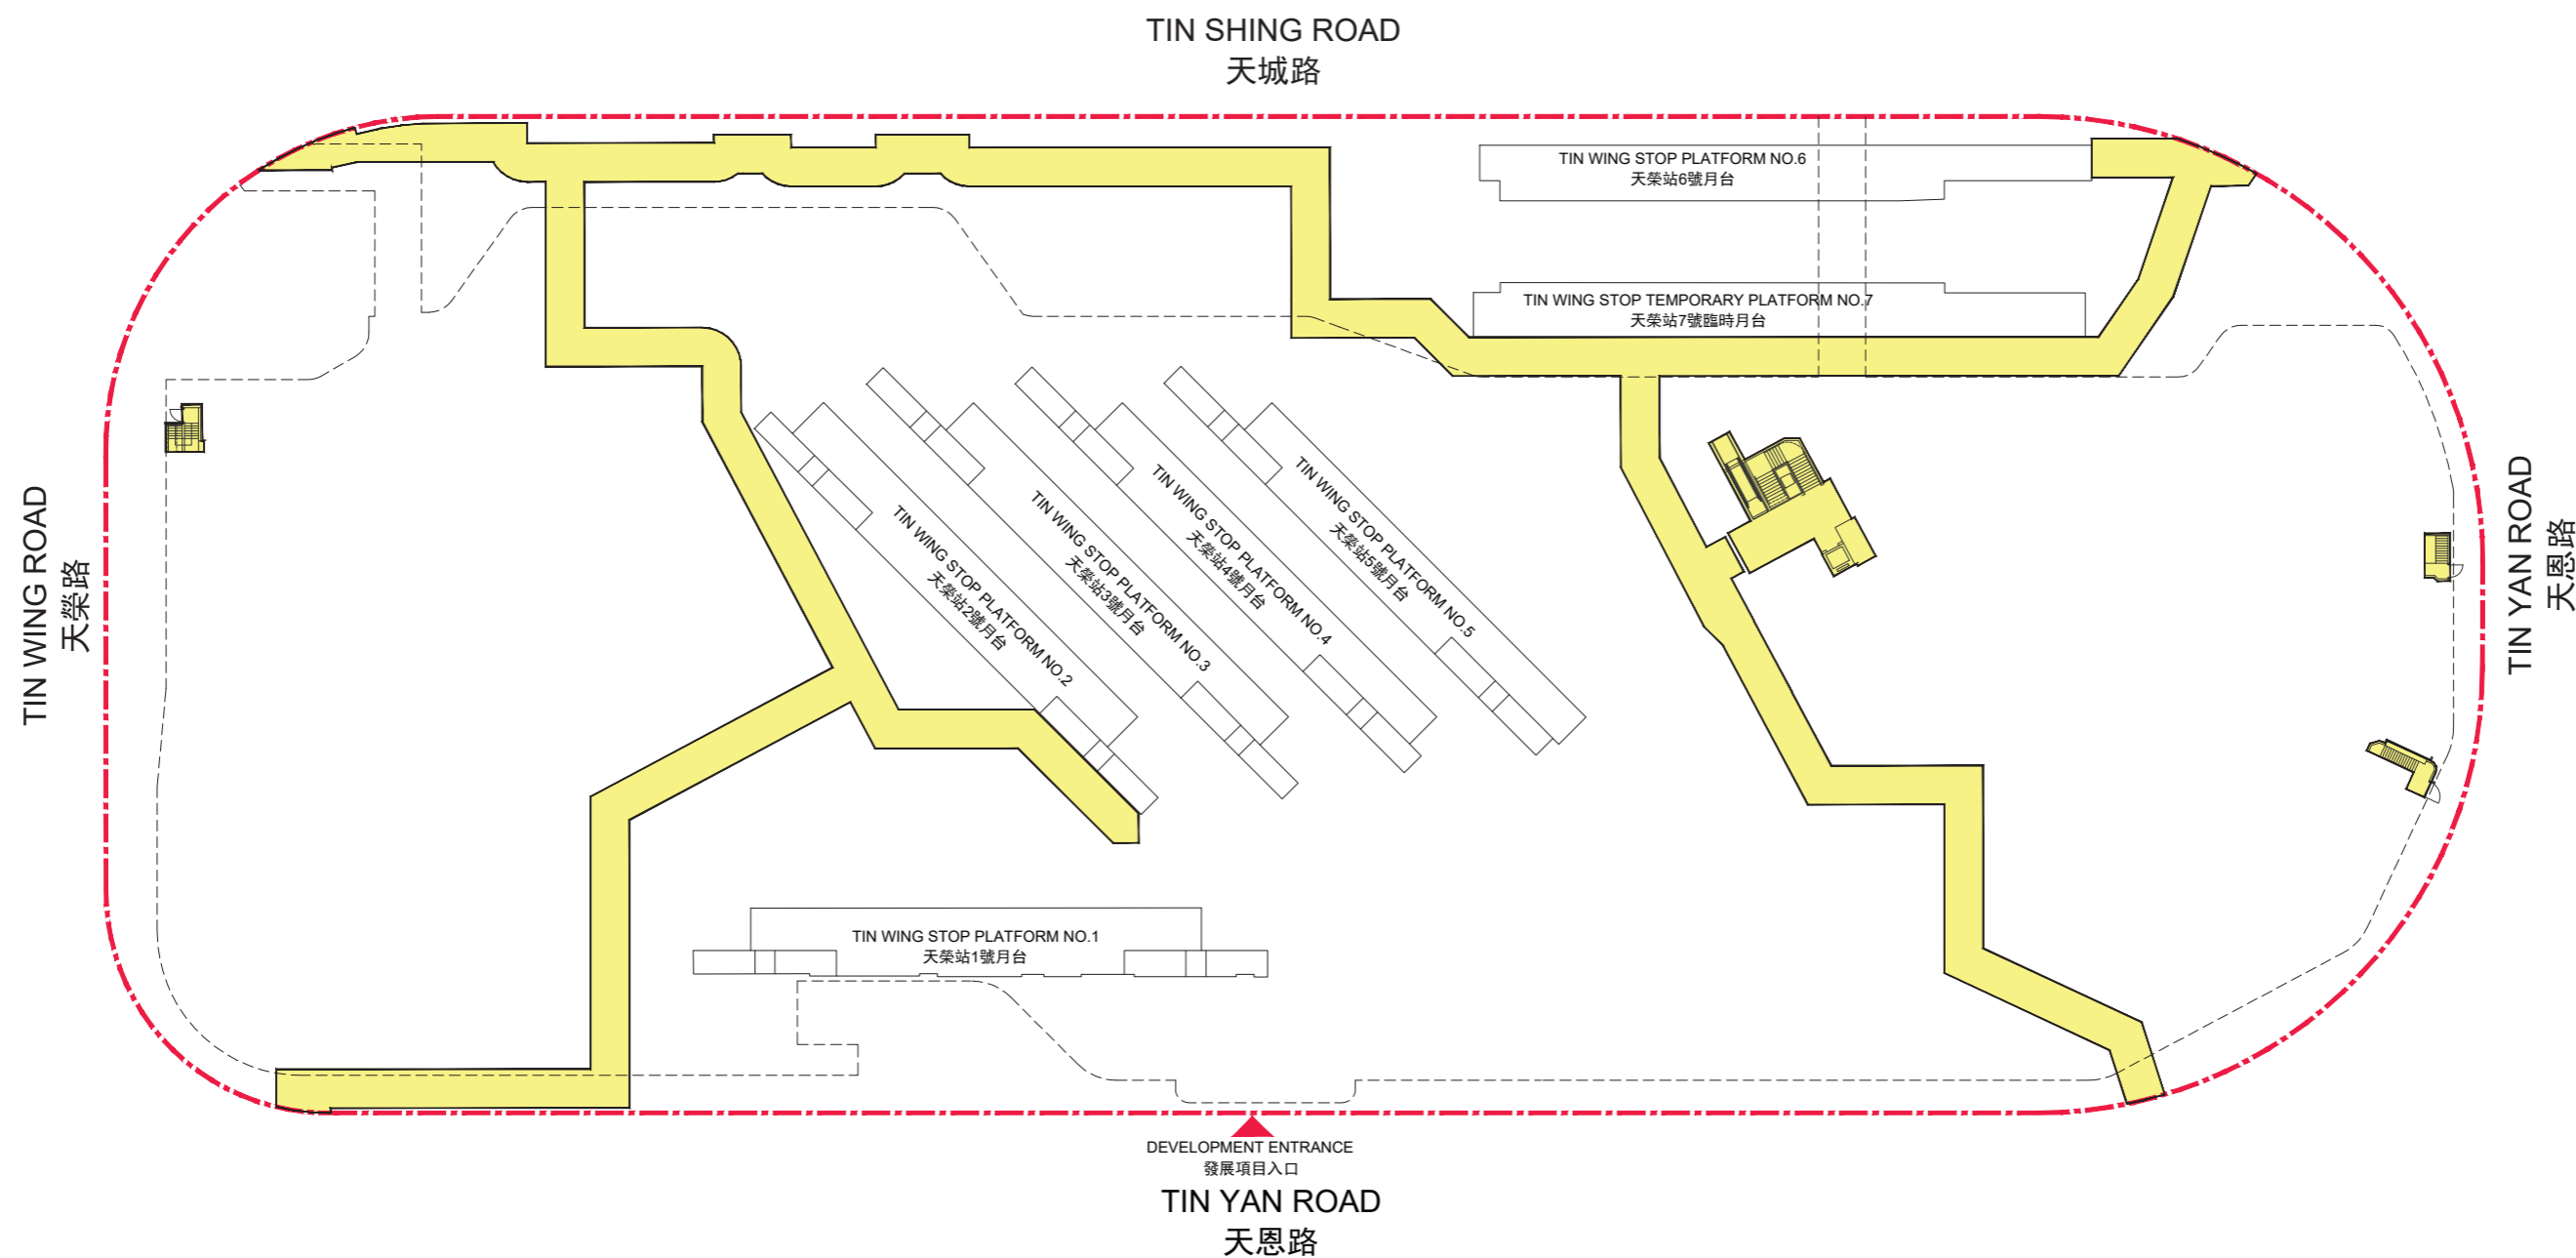 TIN SHING ROAD
天城路
TIN WING STOP PLATFORM NO.6
天榮站6號月台
TIN WING STOP TEMPORARY PLATFORM NO.7
天榮站7號臨時月台
TIN WING ROAD
天榮路
TIN WING STOP PLATFORM NO.2
天榮站2號月台
TIN WING STOP PLATFORM NO.3
天榮站3號月台
TIN WING STOP PLATFORM NO.4
天榮站4號月台
TIN WING STOP PLATFORM NO.5
天榮站5號月台
TIN YAN ROAD
天恩路
TIN WING STOP PLATFORM NO.1
天榮站1號月台
DEVELOPMENT ENTRANCE
發展項目入口
TIN YAN ROAD
天恩路